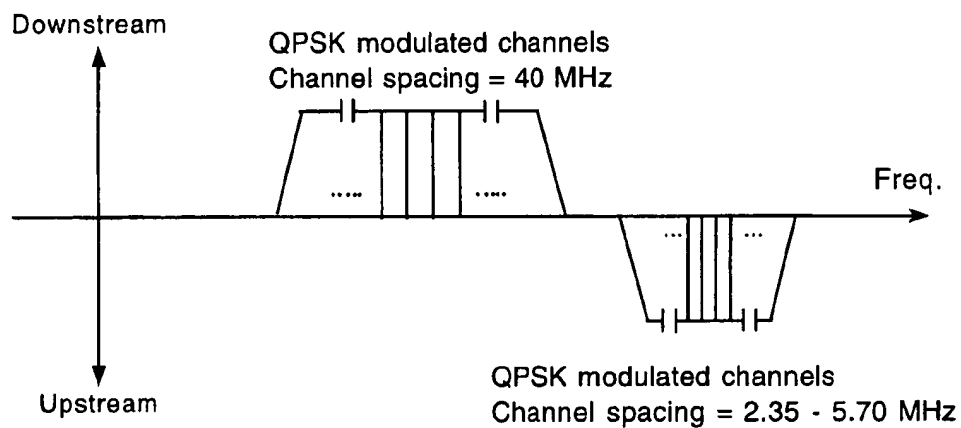 Downstream
QPSK modulated channels
Channel spacing = 40 MHz
.....
.....
Freq.
...
...
Upstream
QPSK modulated channels
Channel spacing = 2.35 - 5.70 MHz